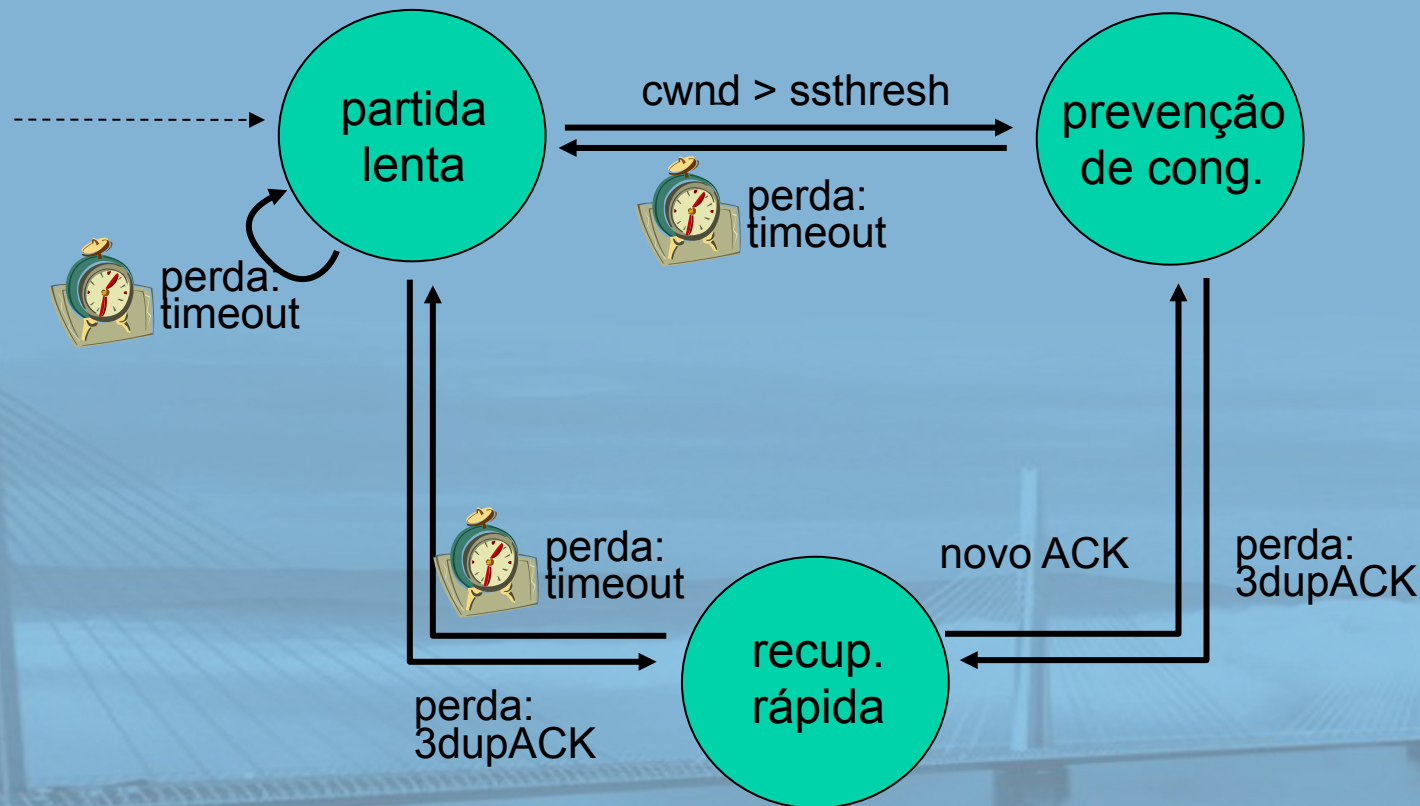 partida
lenta
cwnd > ssthresh
prevenção
de cong.
perda:
timeout
perda:
timeout
perda:
timeout
novo ACK
perda:
3dupACK
recup.
rápida
perda:
3dupACK